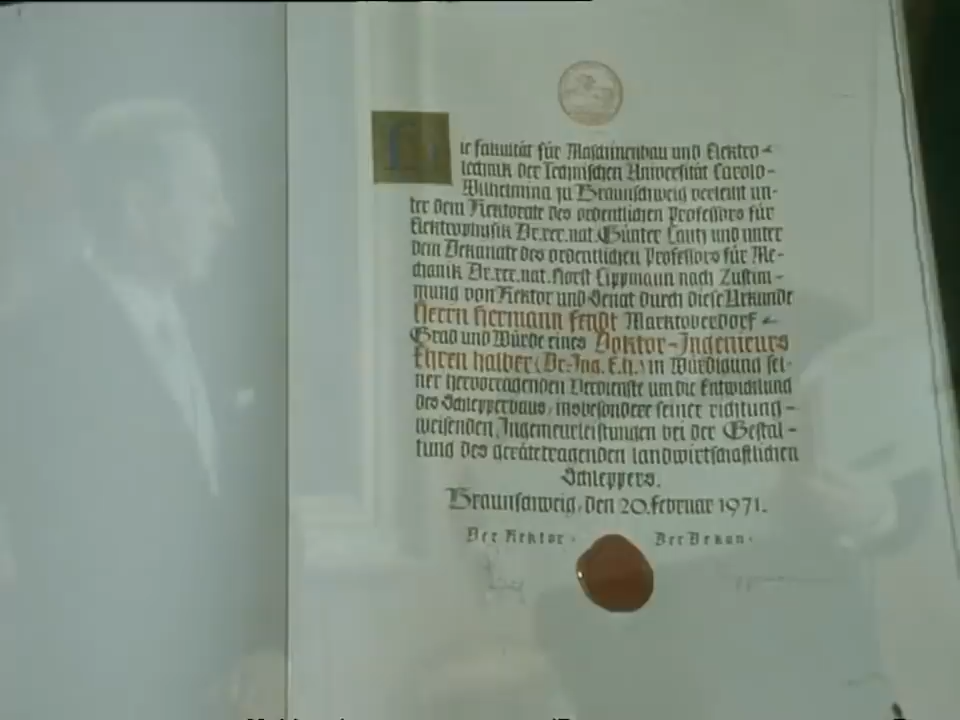 Die Fakultät für Maschinenbau und Elektro-
technik der Technischen Universität Carolo-
Wilhelmina zu Braunschweig verleiht un-
ter dem Rektorate des ordentlichen Professors für
Elektrophysik Dr.rer.nat. Günter Lautz und unter
dem Dekanate des ordentlichen Professors für Me-
chanik Dr.rer.nat. Horst Lippmann nach Zustim-
mung von Rektor und Senat durch diese Urkunde
Herrn Hermann Fendt Marktoberdorf
Grad und Würde eines Doktor-Ingenieurs
Ehren halber (Dr.-Ing. E.h.) in Würdigung sei-
ner hervorragenden Verdienste um die Entwicklung
des Schlepperbaus, insbesondere seiner richtung-
weisenden Ingenieurleistungen bei der Gestal-
tung des gerätetragenden landwirtschaftlichen
Schleppers.
Braunschweig, den 20. Februar 1971.
Der Rektor Der Dekan